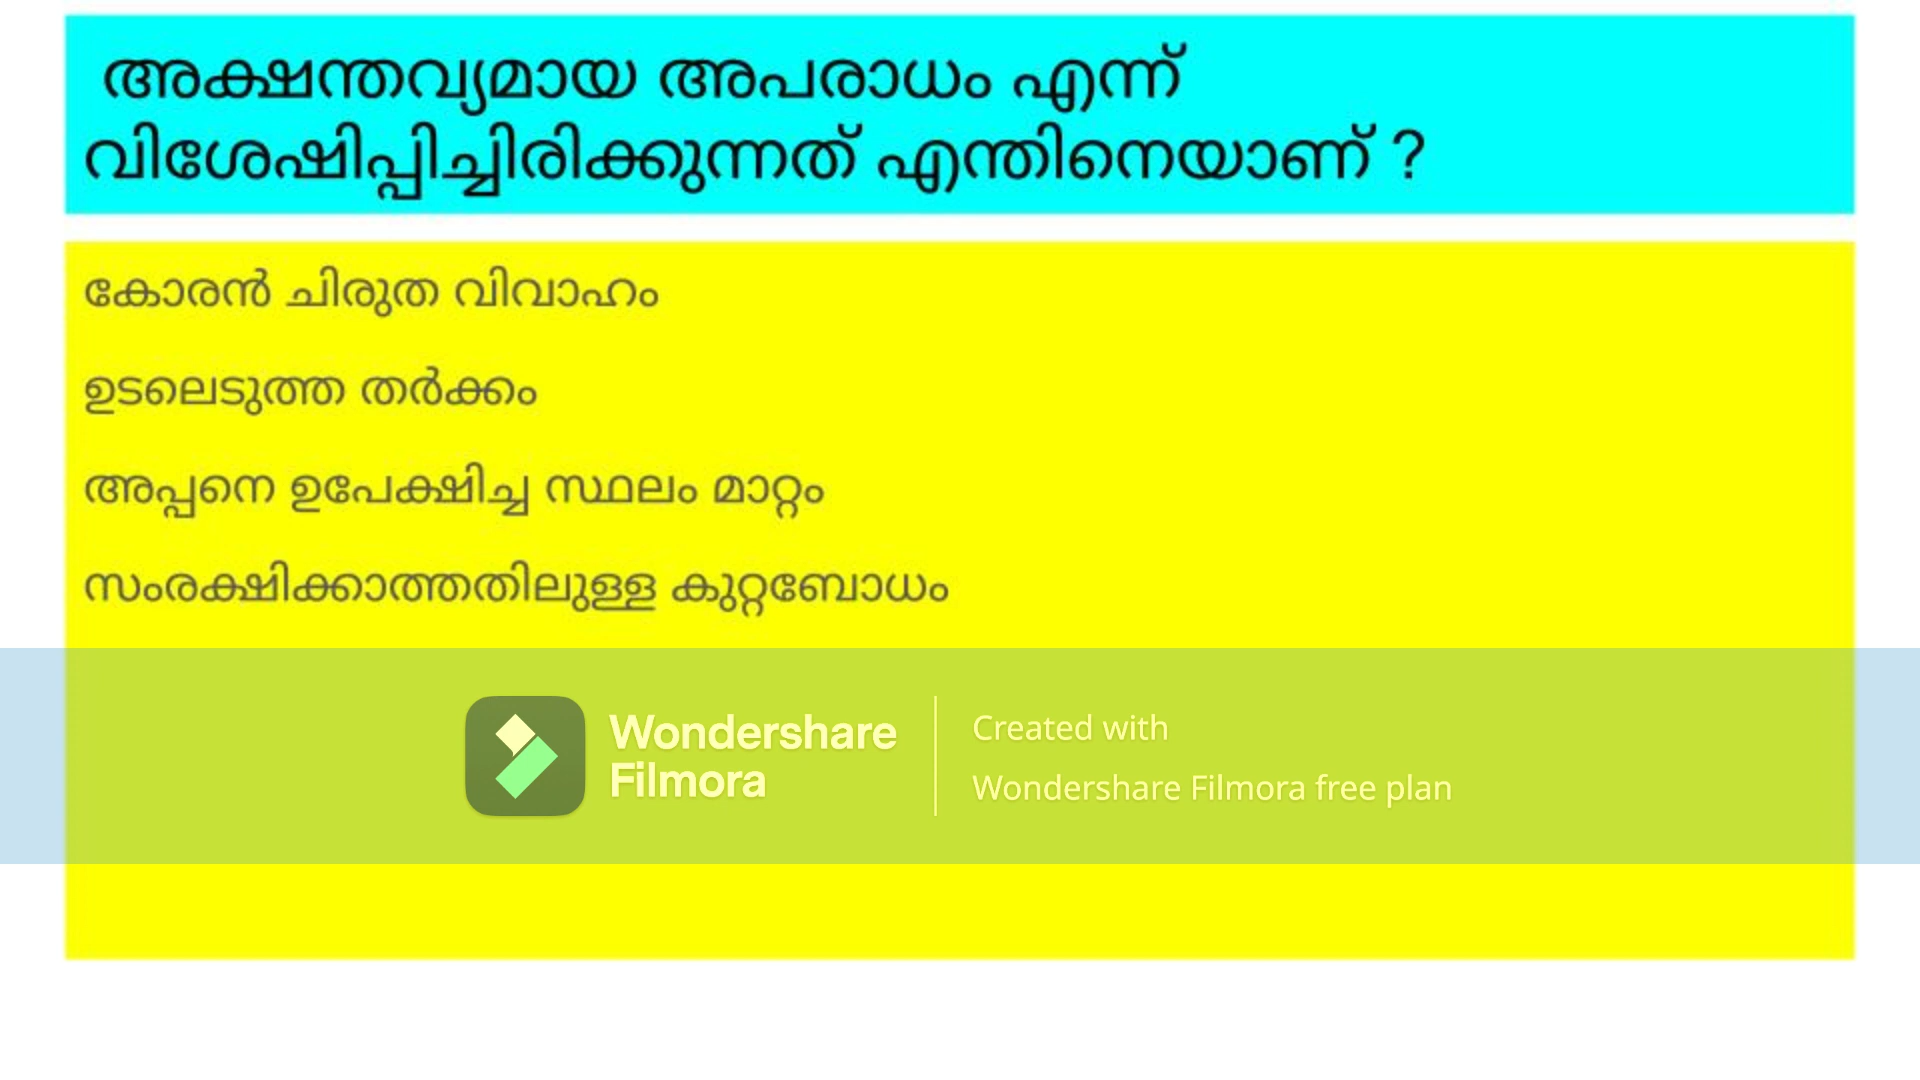 അക്ഷന്തവ്യമായ അപരാധം എന്ന്
വിശേഷിപ്പിച്ചിരിക്കുന്നത് എന്തിനെയാണ് ?
കോരൻ ചിരുത വിവാഹം
ഉടലെടുത്ത തർക്കം
അപ്പനെ ഉപേക്ഷിച്ച സ്ഥലം മാറ്റം
സംരക്ഷിക്കാത്തതിലുള്ള കുറ്റബോധം
Wondershare
Filmora
Created with
Wondershare Filmora free plan